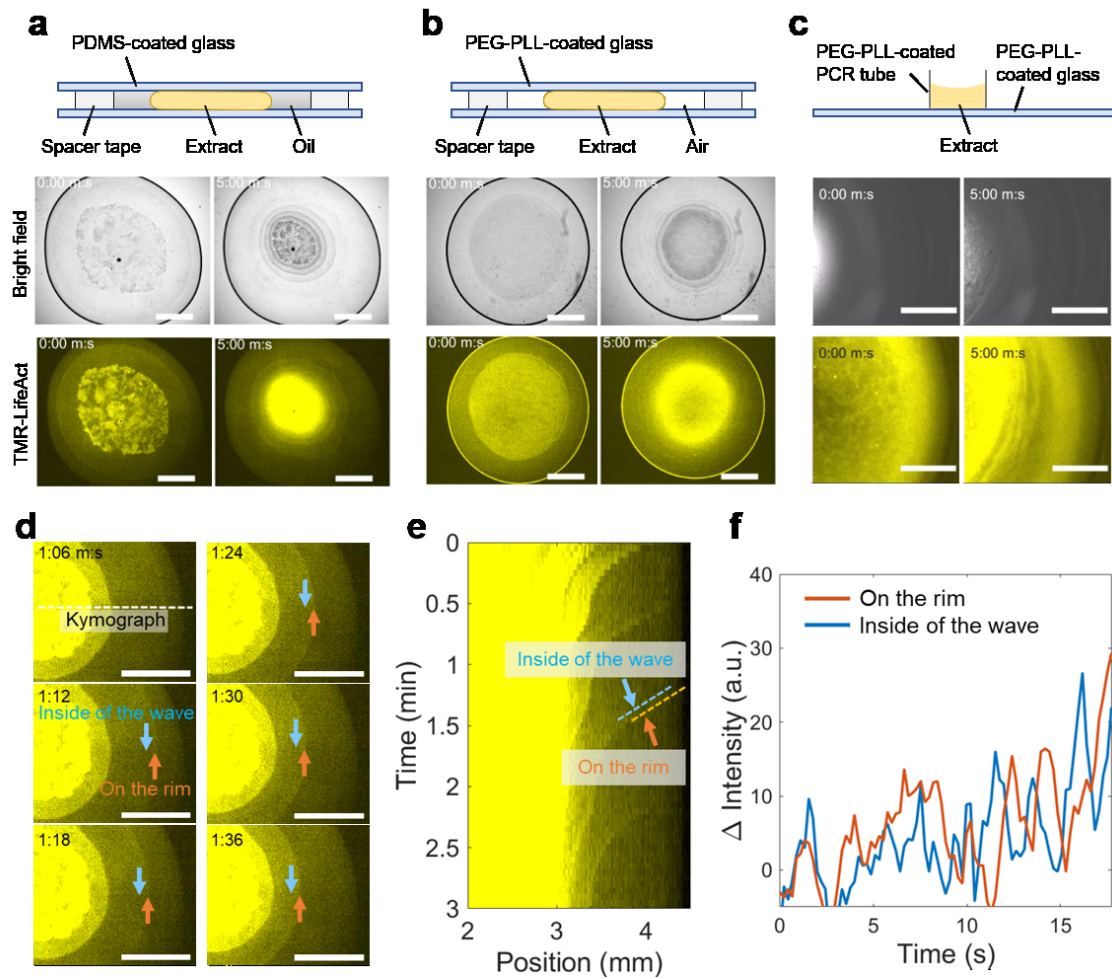 a
PDMS-coated glass
Spacer tape Extract Oil
b
PEG-PLL-coated glass
Spacer tape Extract Air
c
PEG-PLL-coated
PCR tube
PEG-PLL-
coated glass
Extract
Bright field
0:00 m:s 5:00 m:s
0:00 m:s 5:00 m:s
0:00 m:s 5:00 m:s
TMR-LifeAct
0:00 m:s 5:00 m:s
0:00 m:s 5:00 m:s
0:00 m:s 5:00 m:s
d
1:06 m:s
Kymograph
1:24
1:12
Inside of the wave
On the rim
1:30
1:18
1:36
e
0
0.5
1
1.5
2
2.5
3
Time (min)
Inside of the wave
On the rim
2 3 4
Position (mm)
f
40
30
20
10
0
Δ Intensity (a.u.)
On the rim
Inside of the wave
0 5 10 15
Time (s)